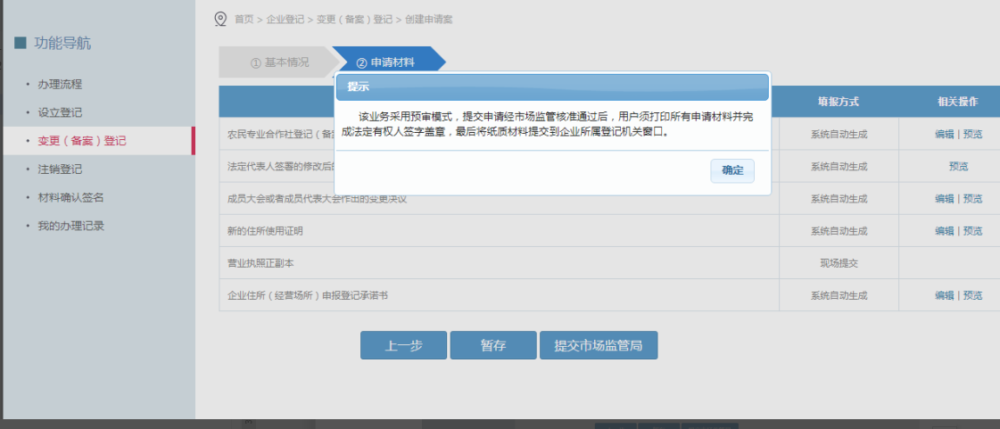 首页 > 企业登记 > 变更（备案）登记 > 创建申请案
功能导航
• 办理流程
• 设立登记
• 变更（备案）登记
• 注销登记
• 材料确认签名
• 我的办理记录
① 基本情况
② 申请材料
提示
该业务采用预审模式，提交申请经市场监管核准通过后，用户须打印所有申请材料并完
成法定有权人签字盖章，最后将纸质材料提交到企业所属登记机关窗口。
确定
填报方式 相关操作
农民专业合作社登记（备 系统自动生成 编辑 | 预览
法定代表人签署的修改后 系统自动生成 预览
成员大会或者成员代表大会作出的变更决议 系统自动生成 编辑 | 预览
新的住所使用证明 系统自动生成 编辑 | 预览
营业执照正副本 现场提交
企业住所（经营场所）申报登记承诺书 系统自动生成 编辑 | 预览
上一步 暂存 提交市场监管局